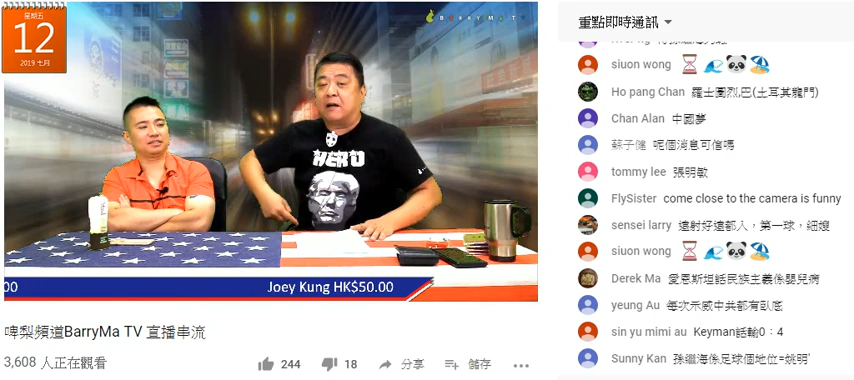 星期五
12
2019 七月
BARRYMATV
HERO
00
Joey Kung HK$50.00
啤梨頻道BarryMa TV 直播串流
3,608 人正在觀看
244
18
分享
儲存
重點即時通訊
siuon wong ⏳🌊🐼🏖️
Ho pang Chan 羅士圖烈,巴(土耳其龍門)
Chan Alan 中國夢
蘇子健 呢個消息可信嗎
tommy lee 張明敏
FlySister come close to the camera is funny
sensei larry 遠射好遠都人，第一球，細嫂
siuon wong ⏳🌊🐼🏖️
Derek Ma 愛恩斯坦話民族主義係嬰兒病
yeung Au 每次示威中共都有臥底
sin yu mimi au Keyman話輸0：4
Sunny Kan 孫繼海係足球個地位=姚明'